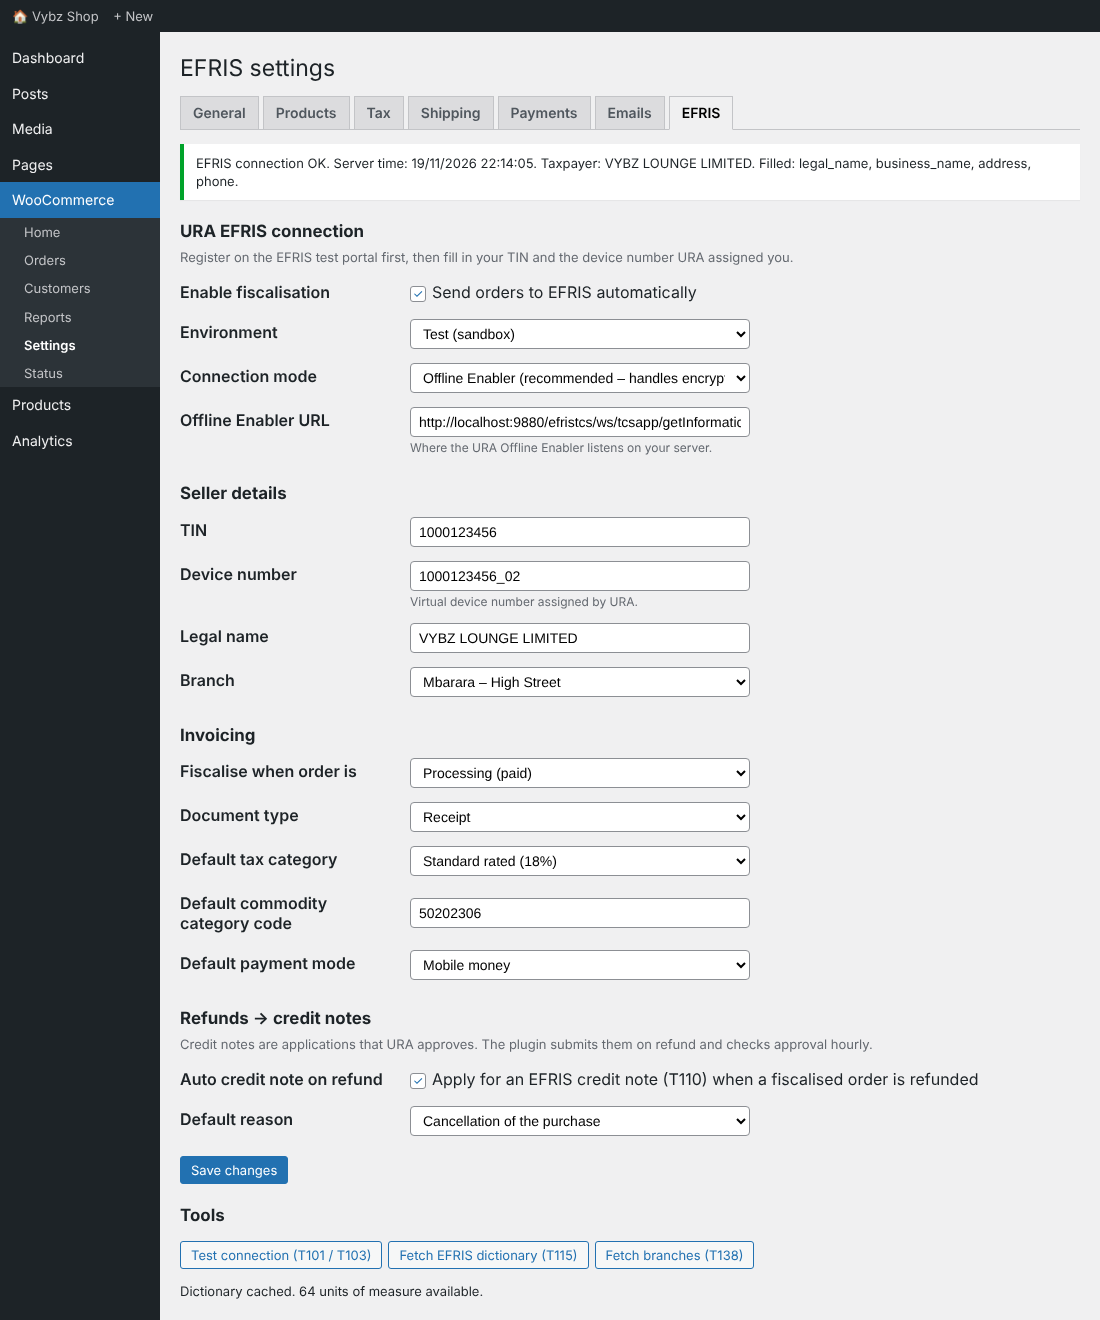 Vybz Shop + New
Dashboard
Posts
Media
Pages
WooCommerce
Home
Orders
Customers
Reports
Settings
Status
Products
Analytics
EFRIS settings
General Products Tax Shipping Payments Emails EFRIS
EFRIS connection OK. Server time: 19/11/2026 22:14:05. Taxpayer: VYBZ LOUNGE LIMITED. Filled: legal_name, business_name, address,
phone.
URA EFRIS connection
Register on the EFRIS test portal first, then fill in your TIN and the device number URA assigned you.
Enable fiscalisation Send orders to EFRIS automatically
Environment Test (sandbox)
Connection mode Offline Enabler (recommended – handles encryp
Offline Enabler URL http://localhost:9880/efristcs/ws/tcsapp/getInformatic
Where the URA Offline Enabler listens on your server.
Seller details
TIN 1000123456
Device number 1000123456_02
Virtual device number assigned by URA.
Legal name VYBZ LOUNGE LIMITED
Branch Mbarara – High Street
Invoicing
Fiscalise when order is Processing (paid)
Document type Receipt
Default tax category Standard rated (18%)
Default commodity
category code 50202306
Default payment mode Mobile money
Refunds → credit notes
Credit notes are applications that URA approves. The plugin submits them on refund and checks approval hourly.
Auto credit note on refund Apply for an EFRIS credit note (T110) when a fiscalised order is refunded
Default reason Cancellation of the purchase
Save changes
Tools
Test connection (T101 / T103) Fetch EFRIS dictionary (T115) Fetch branches (T138)
Dictionary cached. 64 units of measure available.